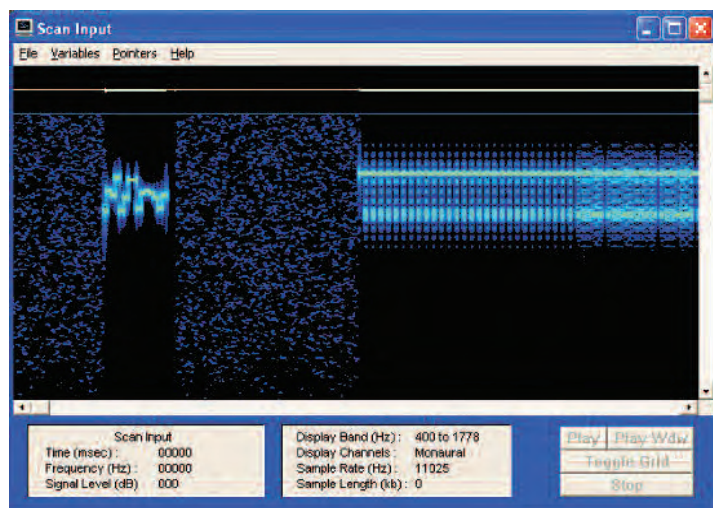 Scan Input
File Variables Pointers Help
Scan Input
Time (msec) : 00000
Frequency (Hz) : 00000
Signal Level (dB) 000
Display Band (Hz) : 400 to 1778
Display Channels : Monaural
Sample Rate (Hz) : 11025
Sample Length (kb) : 0
Play Play Wdw
Toggle Grid
Stop